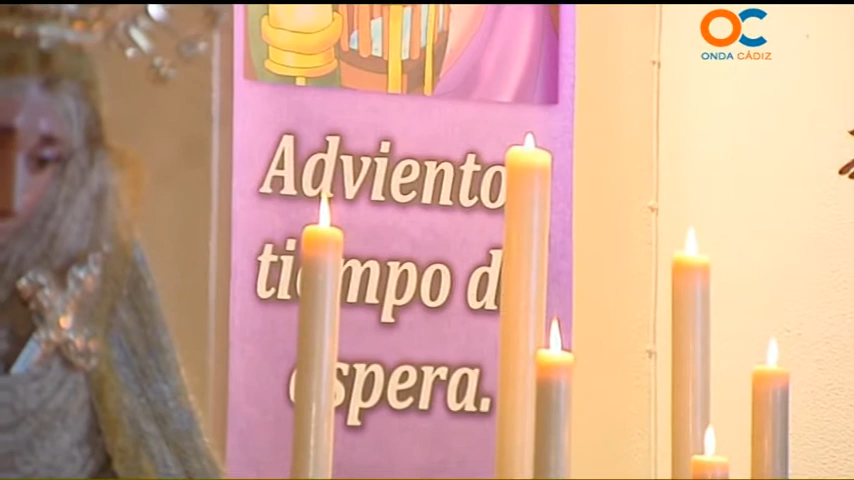 OC
ONDA CÁDIZ
Adviento
tiempo d
espera.